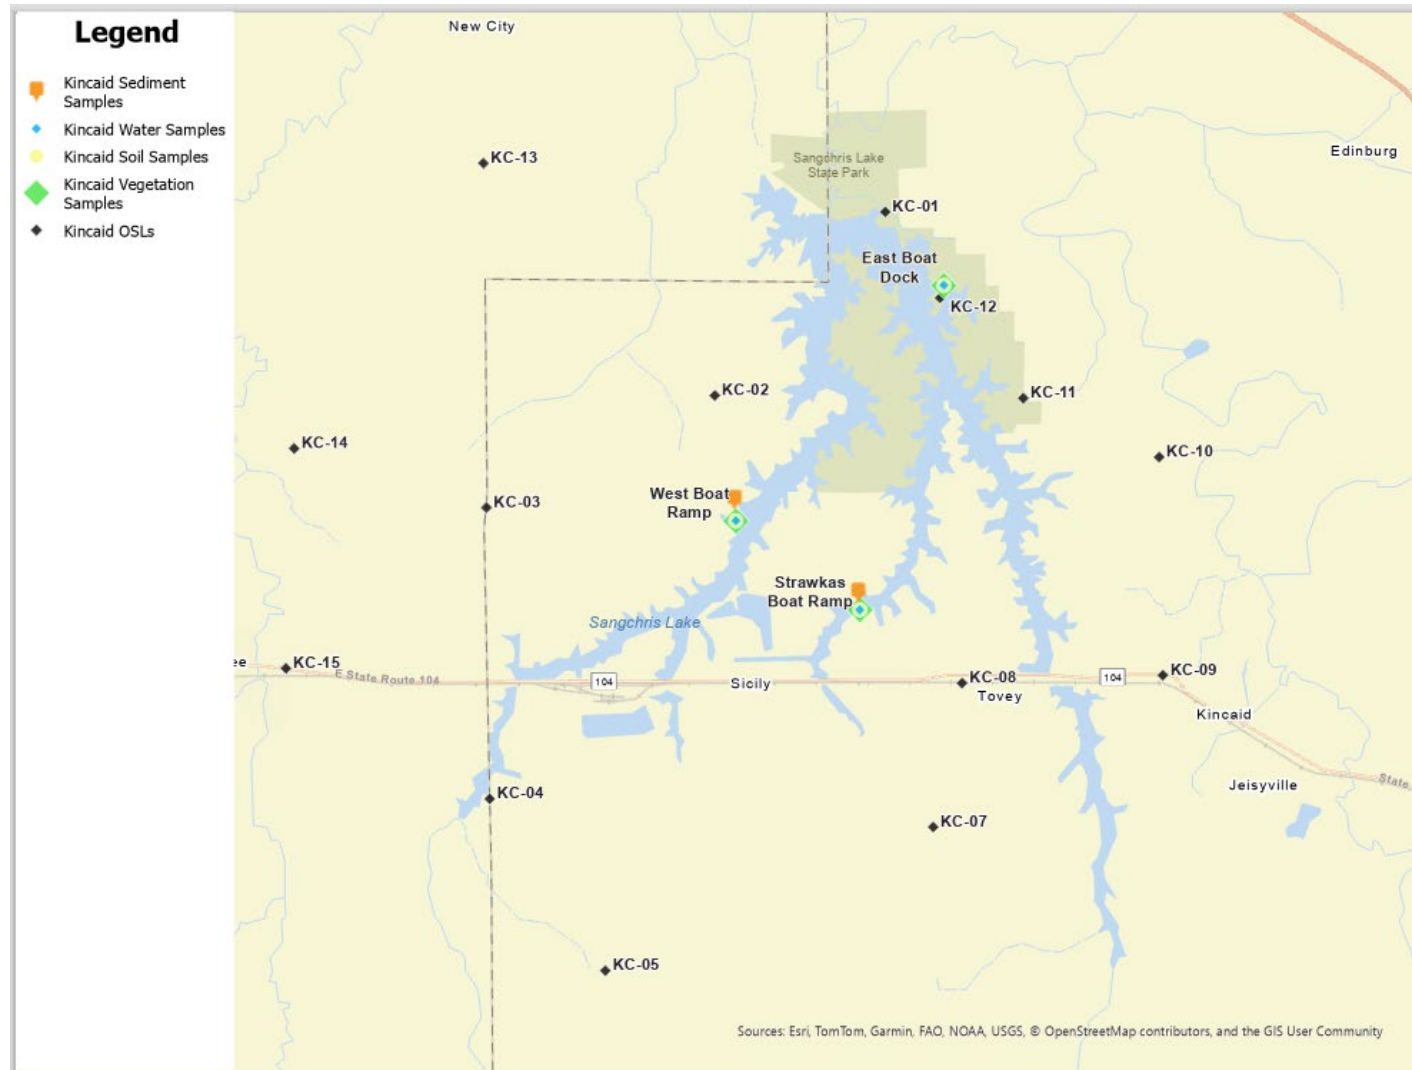 Legend
Kincaid Sediment
Samples
Kincaid Water Samples
Kincaid Soil Samples
Kincaid Vegetation
Samples
Kincaid OSLs
New City
Edinburg
KC-13
Sangchris Lake
State Park
KC-01
East Boat
Dock
KC-12
KC-02
KC-11
KC-14
KC-10
West Boat
Ramp
KC-03
Strawkas
Boat Ramp
Sangchris Lake
ee
KC-15
E State Route 104
104
Sicily
KC-08
Tovey
104
KC-09
Kincaid
State
Jeisyville
KC-04
KC-07
KC-05
Sources: Esri, TomTom, Garmin, FAO, NOAA, USGS, © OpenStreetMap contributors, and the GIS User Community